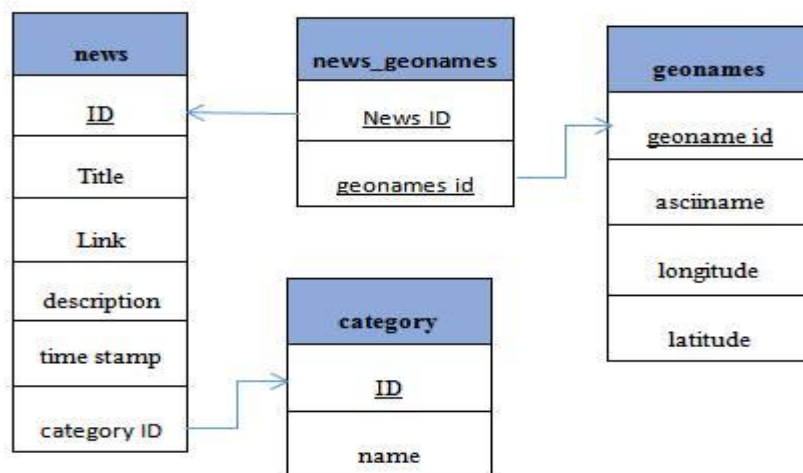 news
ID
Title
Link
description
time stamp
category ID
news_geonames
News ID
geonames id
geonames
geoname id
asciiname
longitude
latitude
category
ID
name